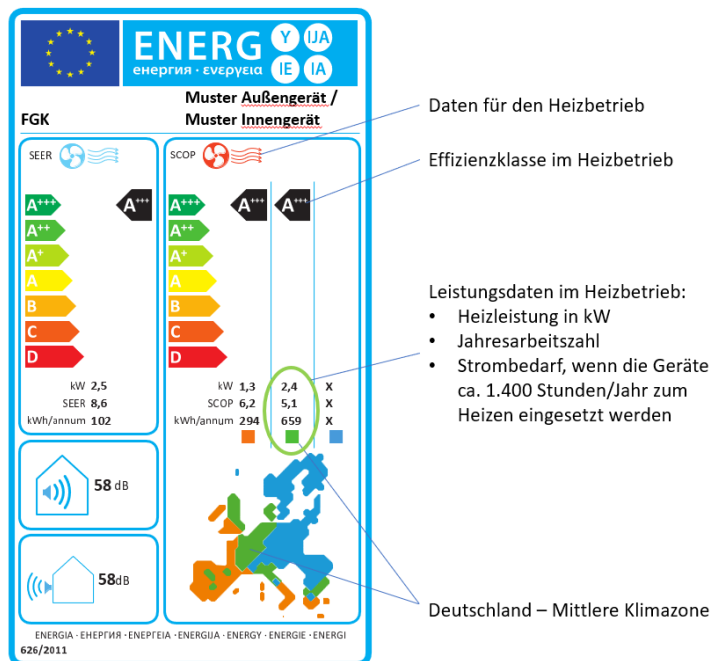 ENERG Y IJA
енергия · ενεργεια IE IA
FGK
Muster Außengerät /
Muster Innengerät
SEER
A+++
A++
A+
A
B
C
D
A+++
kW 2,5
SEER 8,6
kWh/annum 102
SCOP
A+++
A++
A+
A
B
C
D
A+++ A+++
kW 1,3 2,4 X
SCOP 6,2 5,1 X
kWh/annum 294 659 X
58 dB
58dB
ENERGIA · ЕНЕРГИЯ · ΕΝΕΡΓΕΙΑ · ENERGIJA · ENERGY · ENERGIE · ENERGI
626/2011
Daten für den Heizbetrieb
Effizienzklasse im Heizbetrieb
Leistungsdaten im Heizbetrieb:
• Heizleistung in kW
• Jahresarbeitszahl
• Strombedarf, wenn die Geräte
ca. 1.400 Stunden/Jahr zum
Heizen eingesetzt werden
Deutschland – Mittlere Klimazone